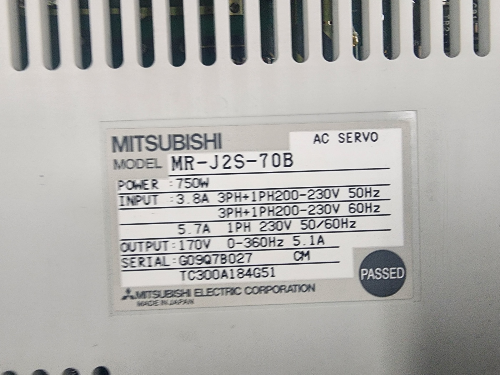 MITSUBISHI AC SERVO
MODEL MR-J2S-70B
POWER : 750W
INPUT : 3.8A 3PH+1PH200-230V 50Hz
3PH+1PH200-230V 60Hz
5.7A 1PH 230V 50/60Hz
OUTPUT: 170V 0-360Hz 5.1A
SERIAL: G09Q7B027 CM
TC300A184G51
PASSED
MITSUBISHI ELECTRIC CORPORATION
MADE IN JAPAN